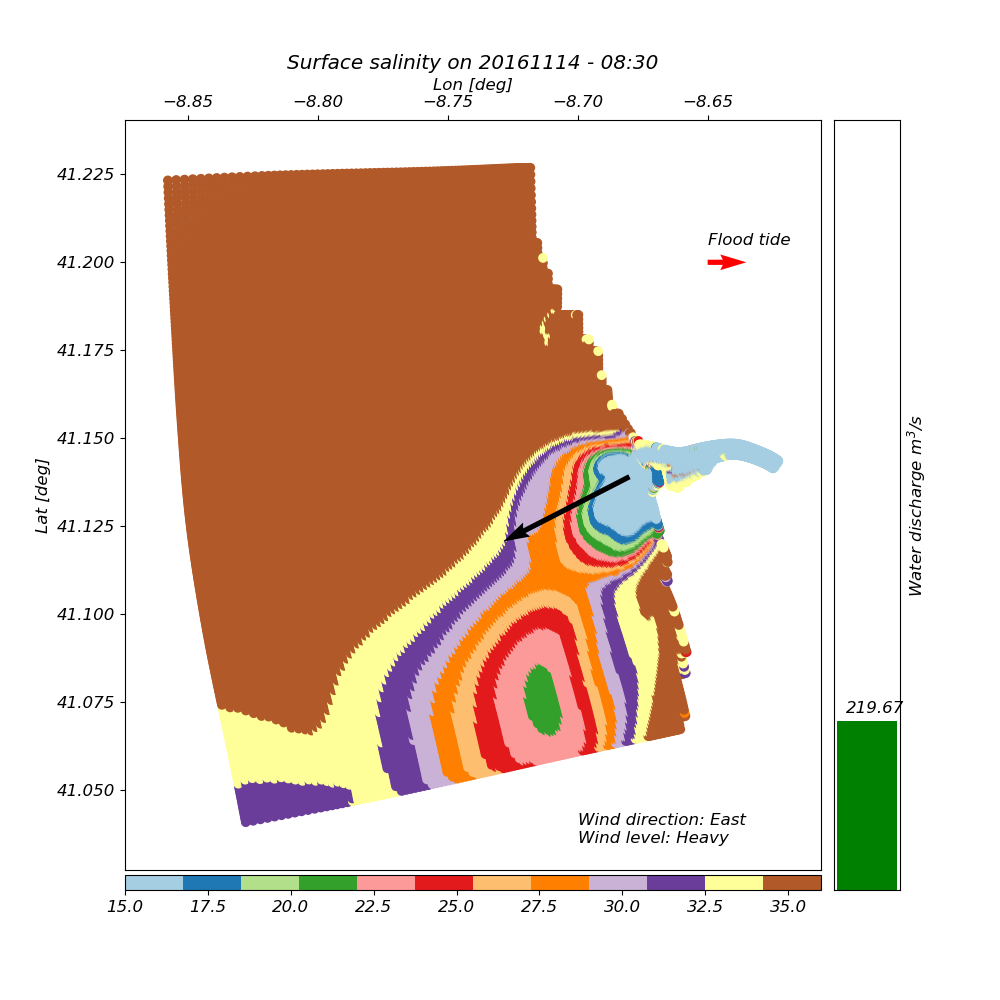 Surface salinity on 20161114 - 08:30
Lon [deg]
−8.85 −8.80 −8.75 −8.70 −8.65
41.225
41.200
41.175
41.150
41.125
41.100
41.075
41.050
Lat [deg]
Flood tide
Wind direction: East
Wind level: Heavy
15.0 17.5 20.0 22.5 25.0 27.5 30.0 32.5 35.0
219.67
Water discharge m³/s